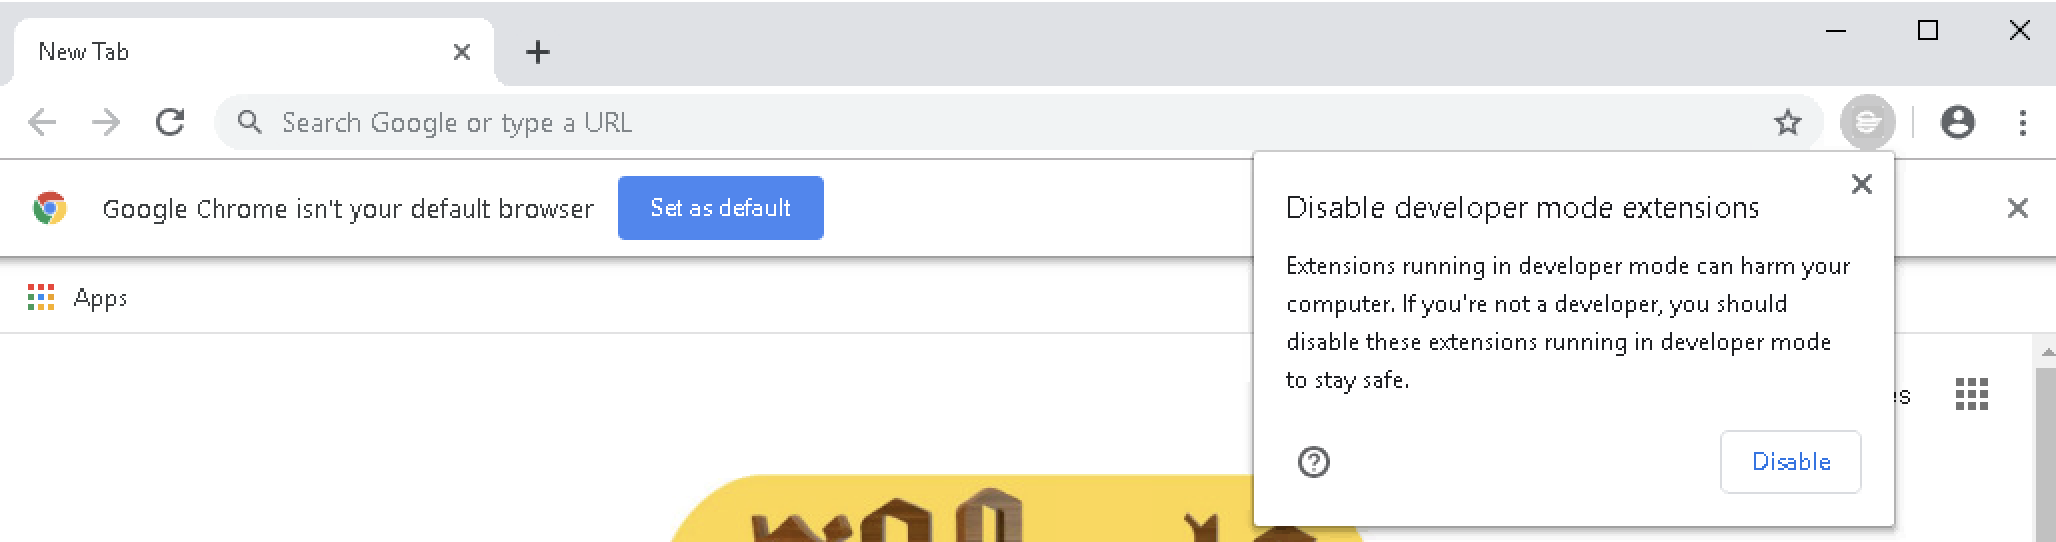 New Tab
Search Google or type a URL
Google Chrome isn't your default browser
Set as default
Disable developer mode extensions
Extensions running in developer mode can harm your
computer. If you're not a developer, you should
disable these extensions running in developer mode
to stay safe.
Disable
Apps